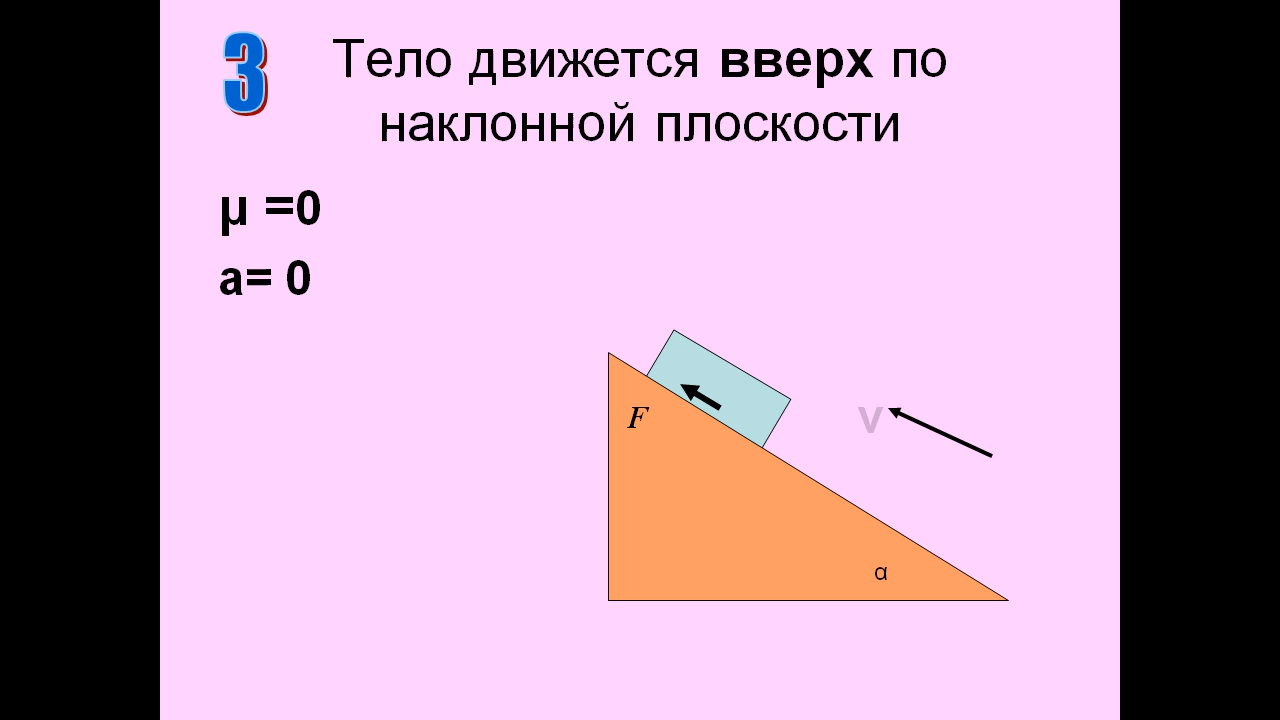 3
Тело движется вверх по
наклонной плоскости
μ =0
a= 0
F
v
α